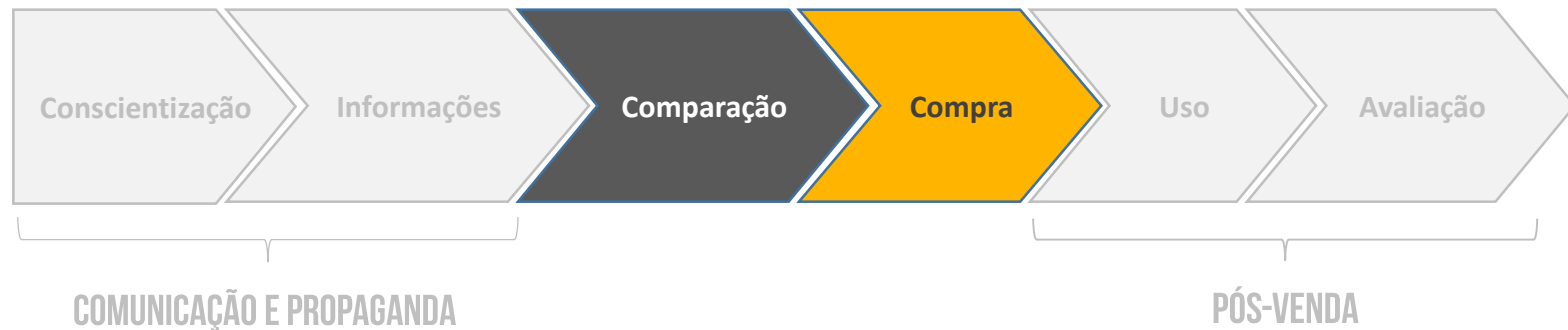 Conscientização
Informações
Comparação
Compra
Uso
Avaliação
COMUNICAÇÃO E PROPAGANDA
PÓS-VENDA